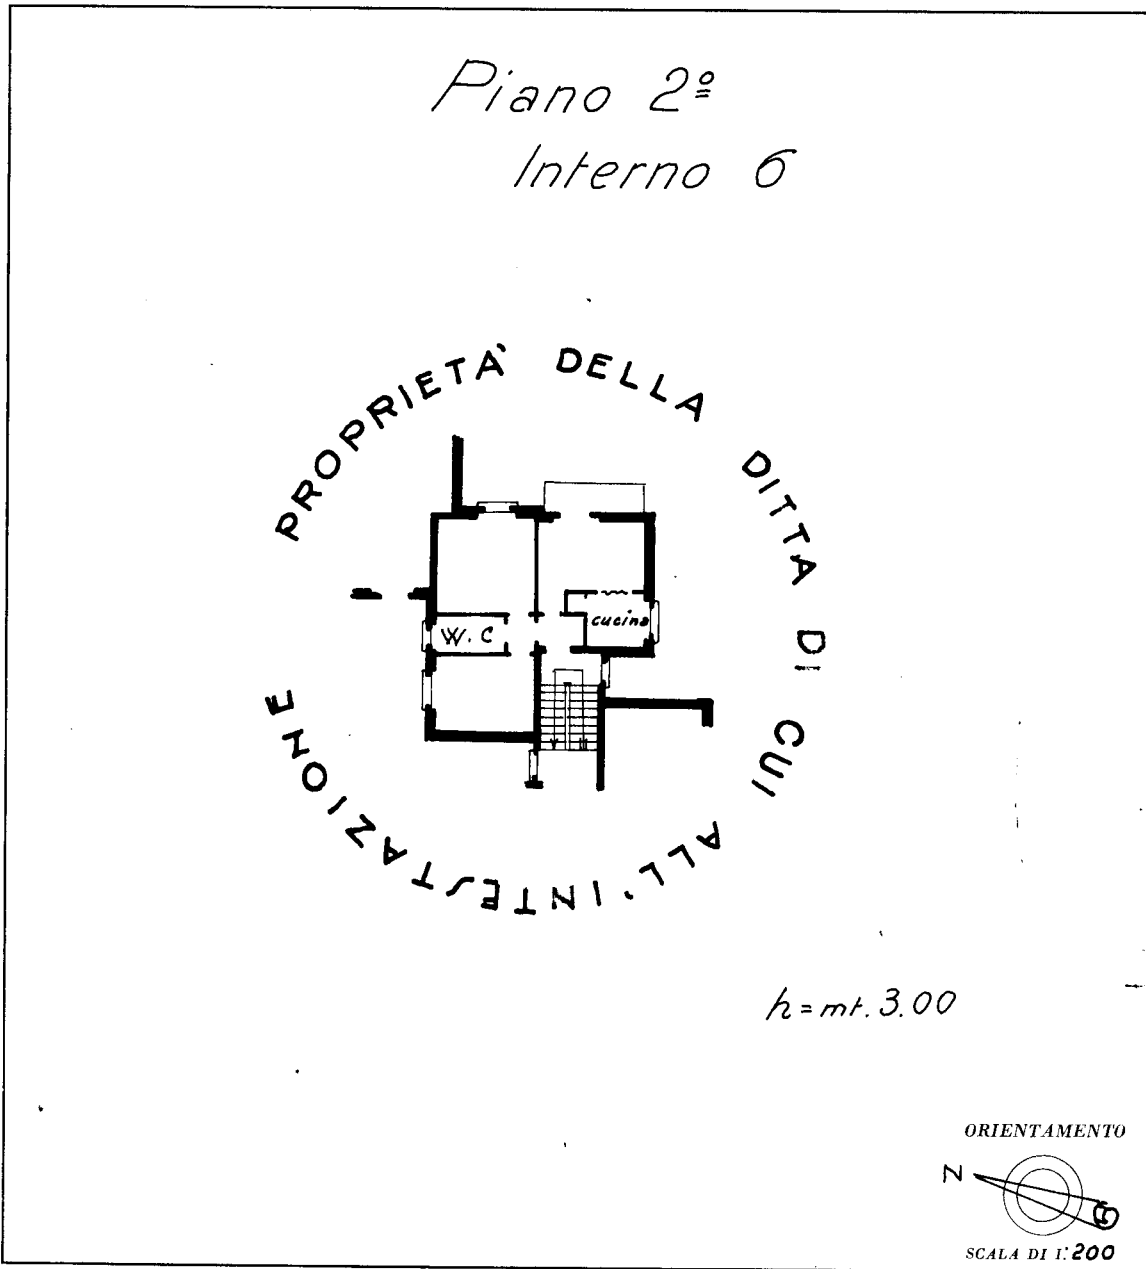 Piano 2º
Interno 6
PROPRIETA' DELLA DITTA DI CUI ALL'INTESTAZIONE
W.C
cucina
h=mt. 3.00
ORIENTAMENTO
N
SCALA DI 1:200